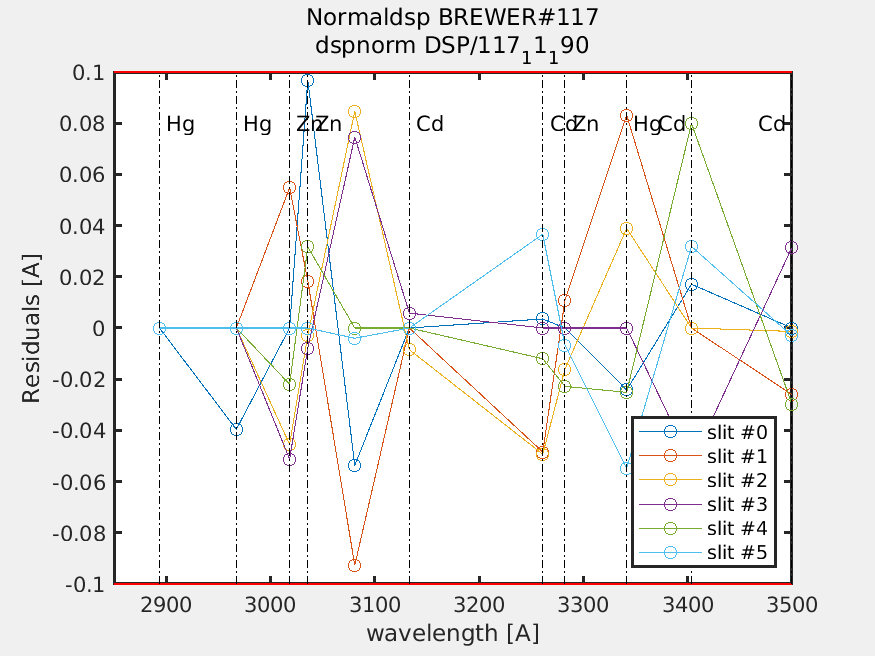 Normaldsp BREWER#117
dspnorm DSP/117₁1₁90
0.1
0.08
0.06
0.04
0.02
0
-0.02
-0.04
-0.06
-0.08
-0.1
Residuals [A]
Hg Hg Zn Zn Cd Cd Zn Hg Cd Cd
slit #0
slit #1
slit #2
slit #3
slit #4
slit #5
2900 3000 3100 3200 3300 3400 3500
wavelength [A]